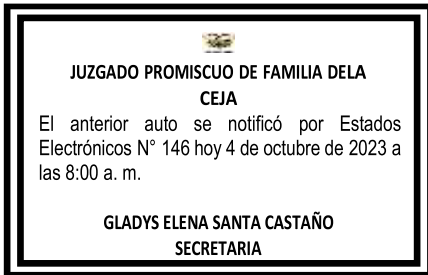 JUZGADO PROMISCUO DE FAMILIA DELA
CEJA
El anterior auto se notificó por Estados
Electrónicos N° 146 hoy 4 de octubre de 2023 a
las 8:00 a. m.
GLADYS ELENA SANTA CASTAÑO
SECRETARIA